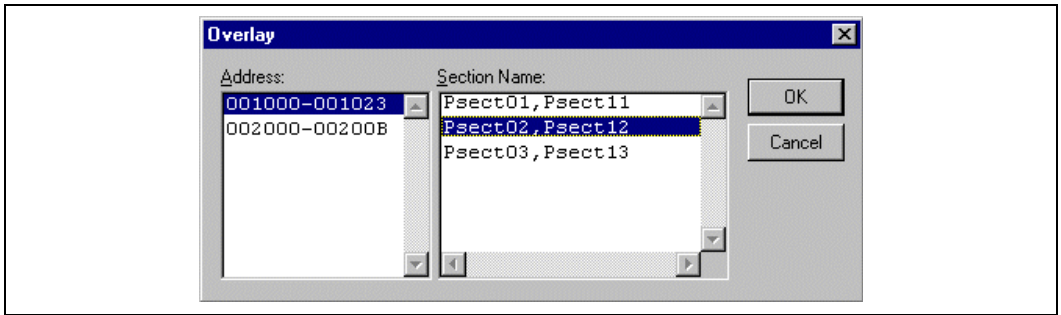 Overlay
Address: Section Name:
001000-001023 Psect01,Psect11 OK
002000-00200B Psect02,Psect12
Psect03,Psect13 Cancel